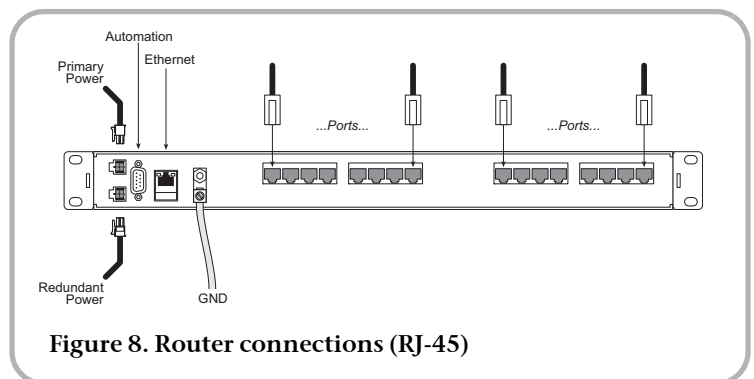 Automation
Ethernet
Primary
Power
...Ports...
...Ports...
Redundant
Power
GND
Figure 8. Router connections (RJ-45)